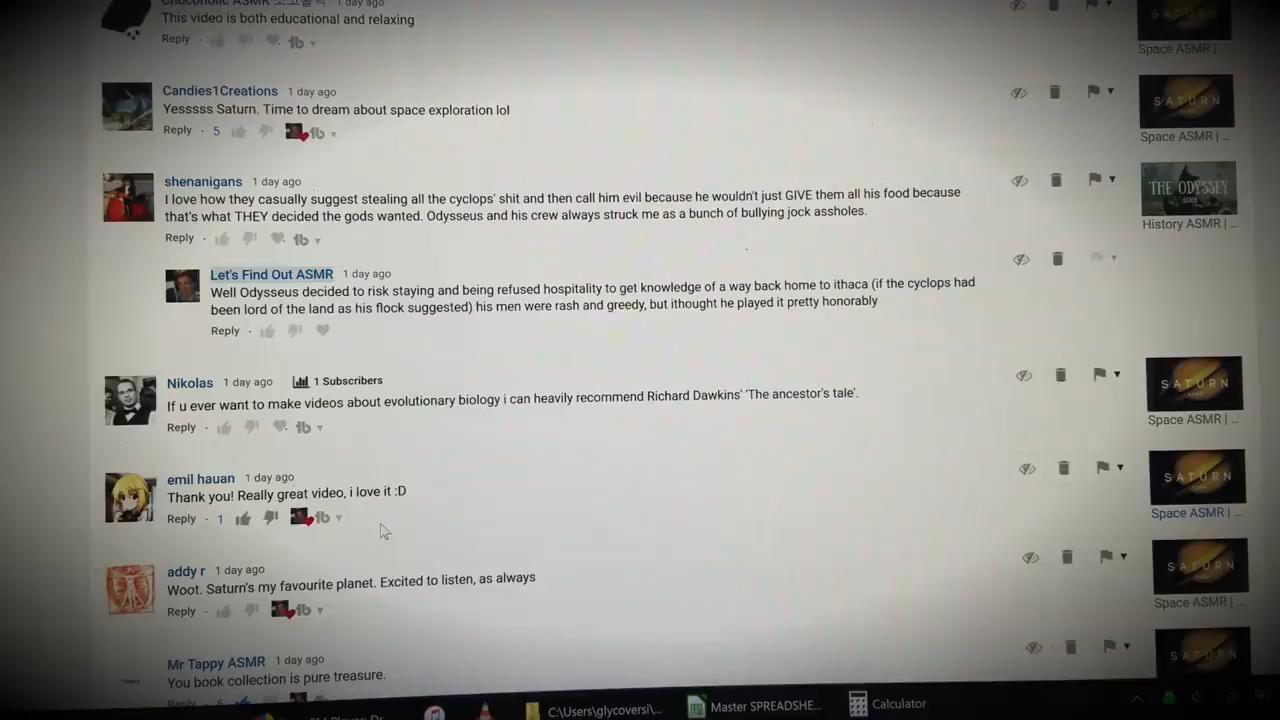 1 day ago
This video is both educational and relaxing
Reply
Space ASMR | ...
Candies1Creations 1 day ago
Yesssss Saturn. Time to dream about space exploration lol
Reply · 5
SATURN
Space ASMR | ...
shenanigans 1 day ago
I love how they casually suggest stealing all the cyclops' shit and then call him evil because he wouldn't just GIVE them all his food because
that's what THEY decided the gods wanted. Odysseus and his crew always struck me as a bunch of bullying jock assholes.
Reply
THE ODYSSEY
ASMR
History ASMR | ...
Let's Find Out ASMR 1 day ago
Well Odysseus decided to risk staying and being refused hospitality to get knowledge of a way back home to ithaca (if the cyclops had
been lord of the land as his flock suggested) his men were rash and greedy, but ithought he played it pretty honorably
Reply
Nikolas 1 day ago 1 Subscribers
If u ever want to make videos about evolutionary biology i can heavily recommend Richard Dawkins' 'The ancestor's tale'.
Reply
SATURN
Space ASMR | ...
emil hauan 1 day ago
Thank you! Really great video, i love it :D
Reply · 1
SATURN
Space ASMR | ...
addy r 1 day ago
Woot. Saturn's my favourite planet. Excited to listen, as always
Reply
SATURN
Space ASMR | ...
Mr Tappy ASMR 1 day ago
You book collection is pure treasure.
Reply
SATURN
C:\Users\glycoversi\...
Master SPREADSHE...
Calculator